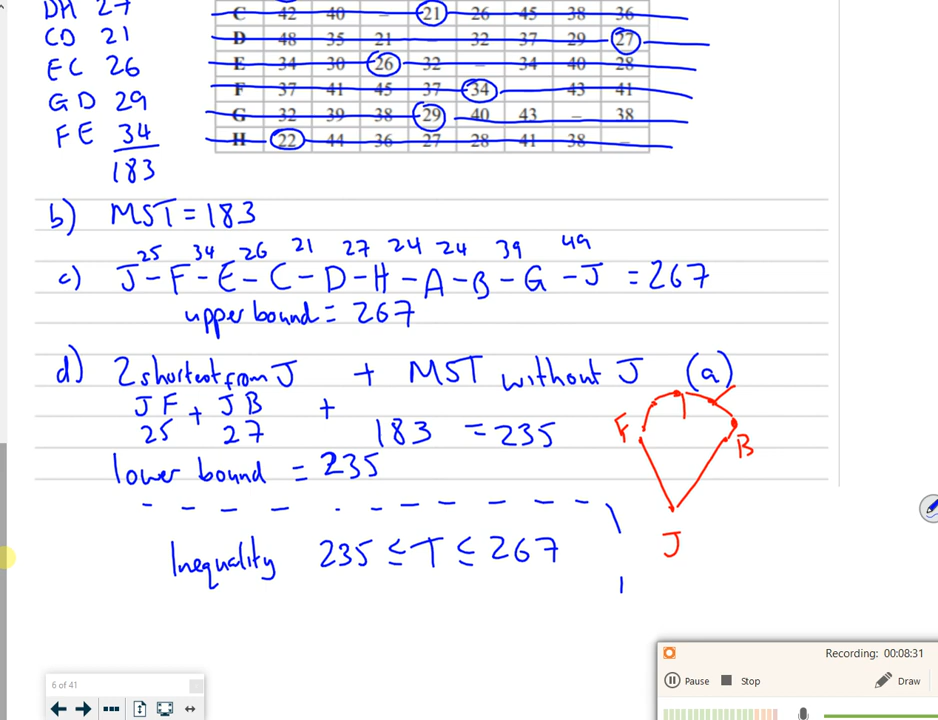 DH 27
CD 21
EC 26
GD 29
FE 34
183
C 42 40 – 21 26 45 38 36
D 48 35 21 – 32 37 29 27
E 34 30 26 32 – 34 40 28
F 37 41 45 37 34 – 43 41
G 32 39 38 29 40 43 – 38
H 22 44 36 27 28 41 38 –
b) MST = 183
25 34 26 21 27 24 24 39 49
c) J – F – E – C – D – H – A – B – G – J = 267
upper bound = 267
d) 2 shortest from J + MST without J (a)
JF + JB +
25 27 183 = 235
lower bound = 235
F
B
J
Inequality 235 ≤ T ≤ 267
6 of 41
Recording: 00:08:31
Pause Stop Draw